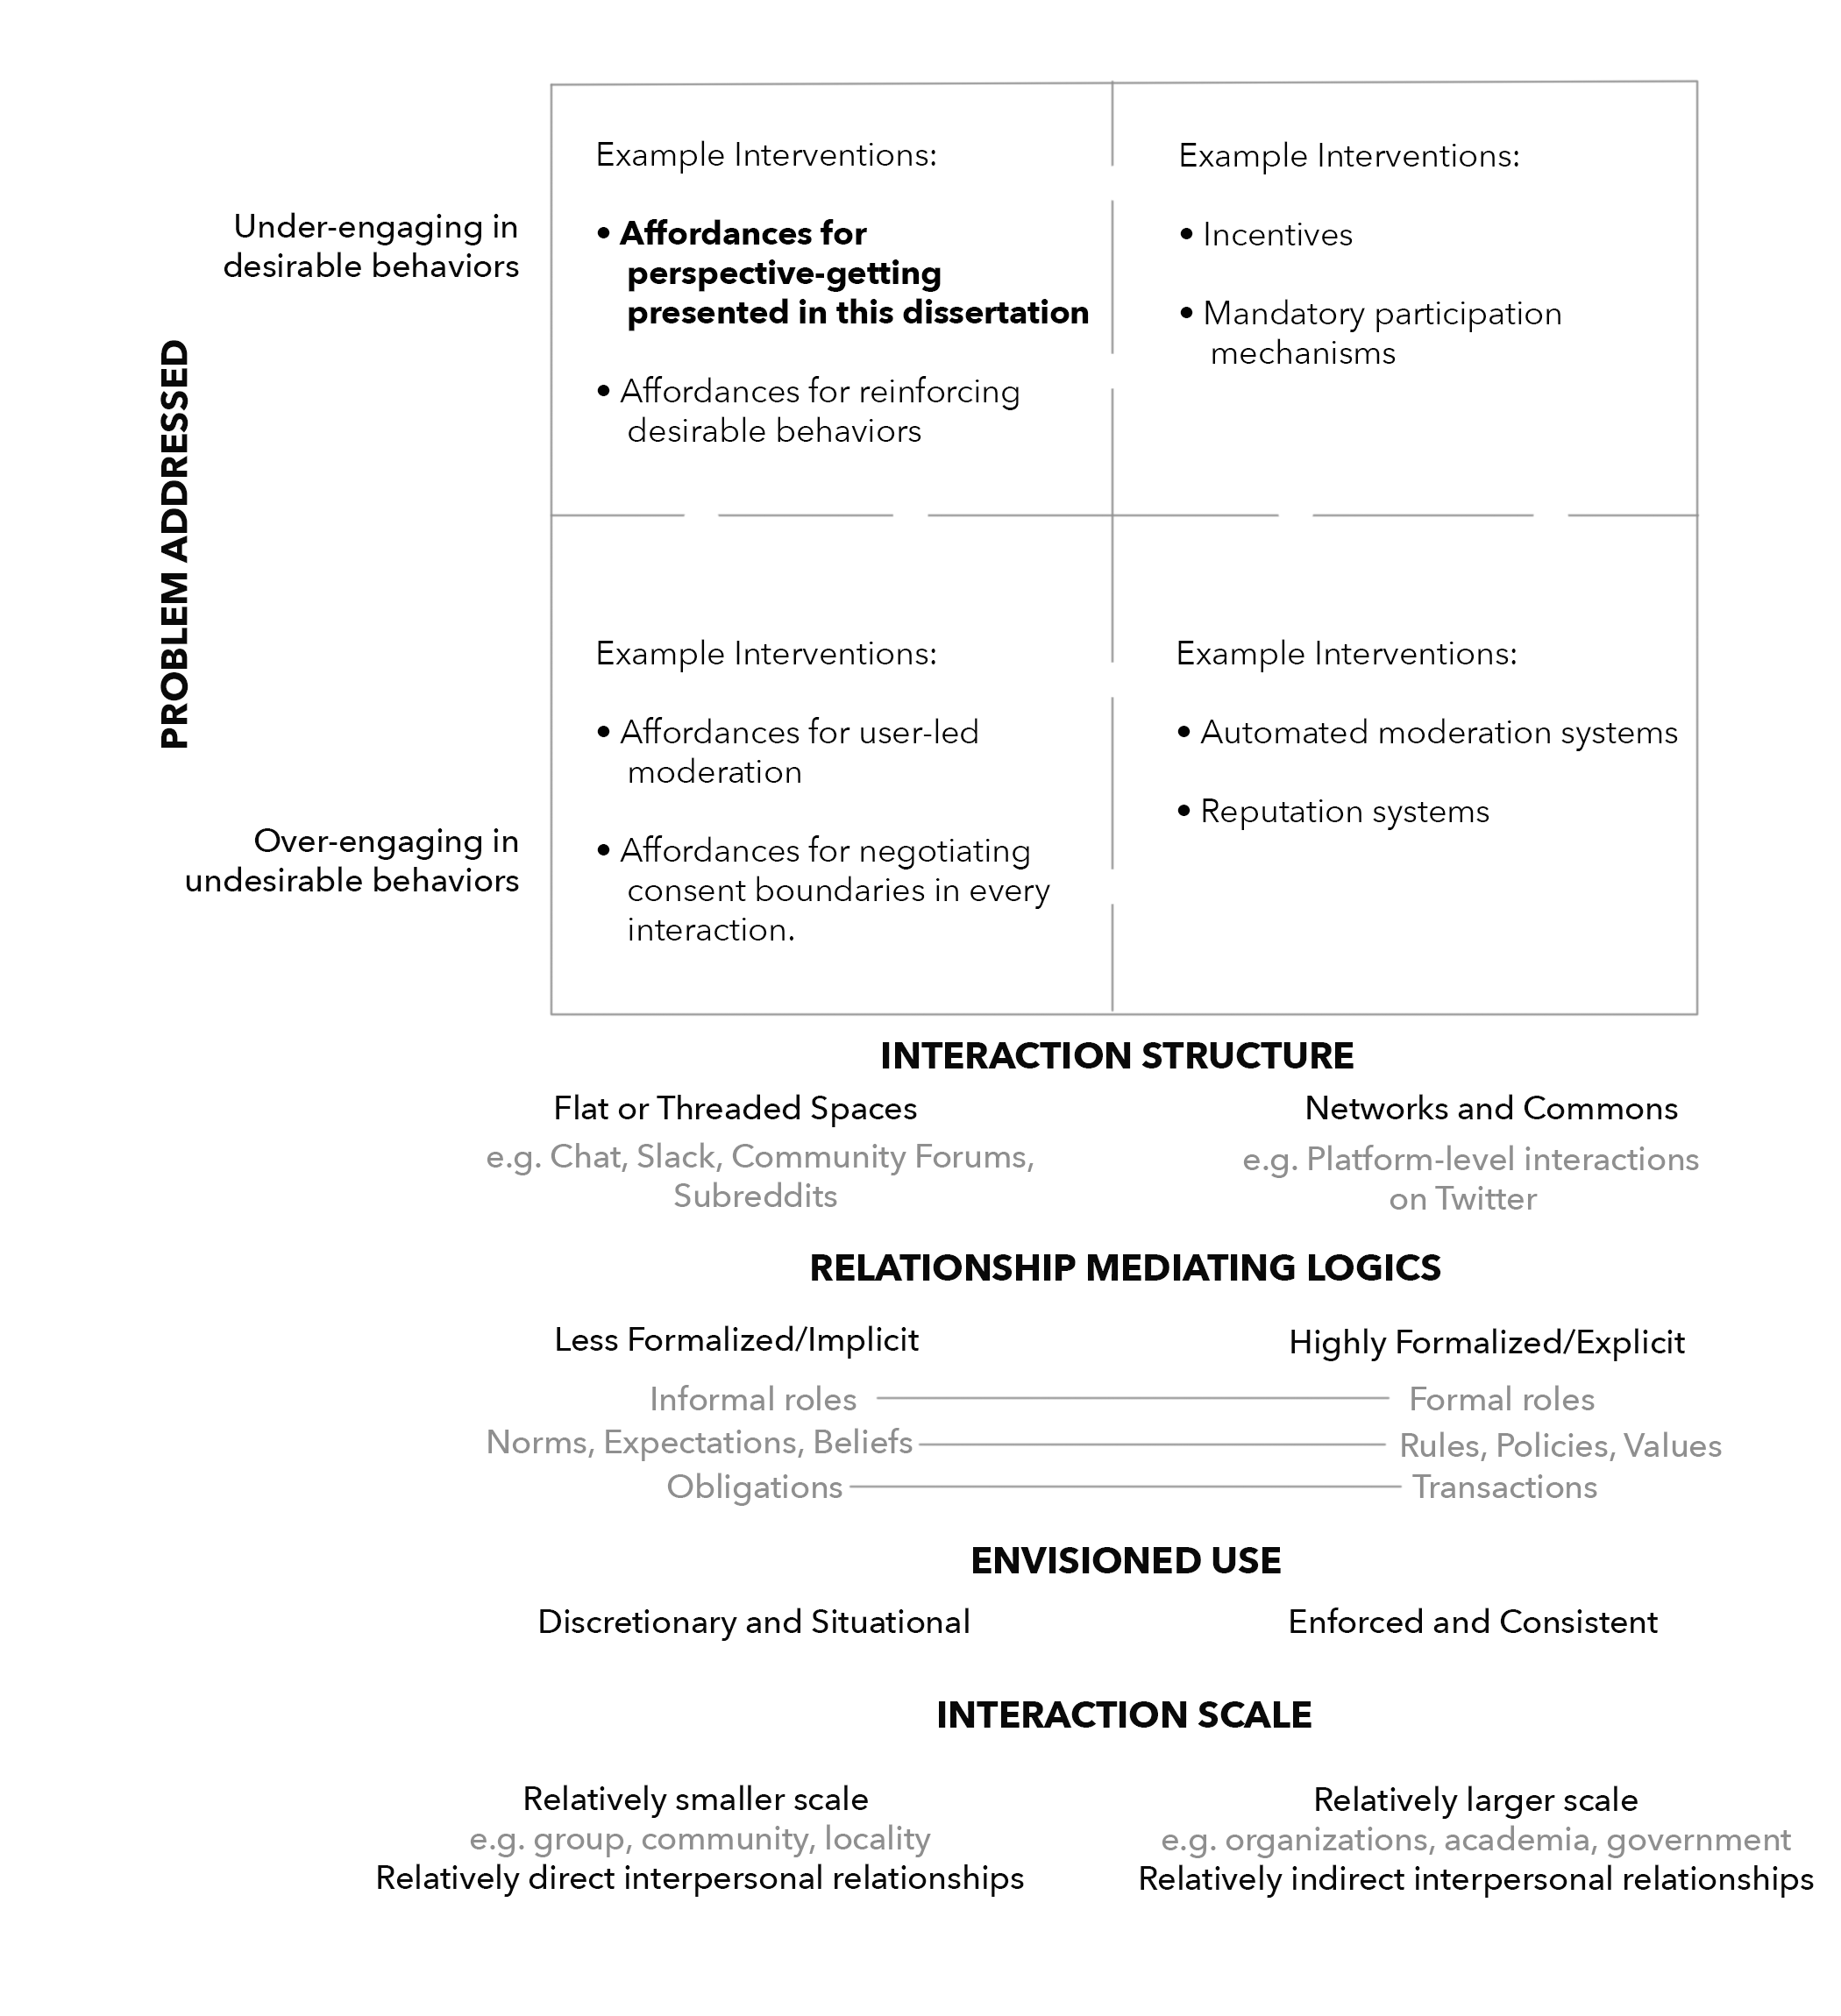 PROBLEM ADDRESSED
Under-engaging in
desirable behaviors
Example Interventions:
• Affordances for
perspective-getting
presented in this dissertation
• Affordances for reinforcing
desirable behaviors
Example Interventions:
• Incentives
• Mandatory participation
mechanisms
Over-engaging in
undesirable behaviors
Example Interventions:
• Affordances for user-led
moderation
• Affordances for negotiating
consent boundaries in every
interaction.
Example Interventions:
• Automated moderation systems
• Reputation systems
INTERACTION STRUCTURE
Flat or Threaded Spaces
e.g. Chat, Slack, Community Forums,
Subreddits
Networks and Commons
e.g. Platform-level interactions
on Twitter
RELATIONSHIP MEDIATING LOGICS
Less Formalized/Implicit
Highly Formalized/Explicit
Informal roles
Formal roles
Norms, Expectations, Beliefs
Rules, Policies, Values
Obligations
Transactions
ENVISIONED USE
Discretionary and Situational
Enforced and Consistent
INTERACTION SCALE
Relatively smaller scale
e.g. group, community, locality
Relatively direct interpersonal relationships
Relatively larger scale
e.g. organizations, academia, government
Relatively indirect interpersonal relationships